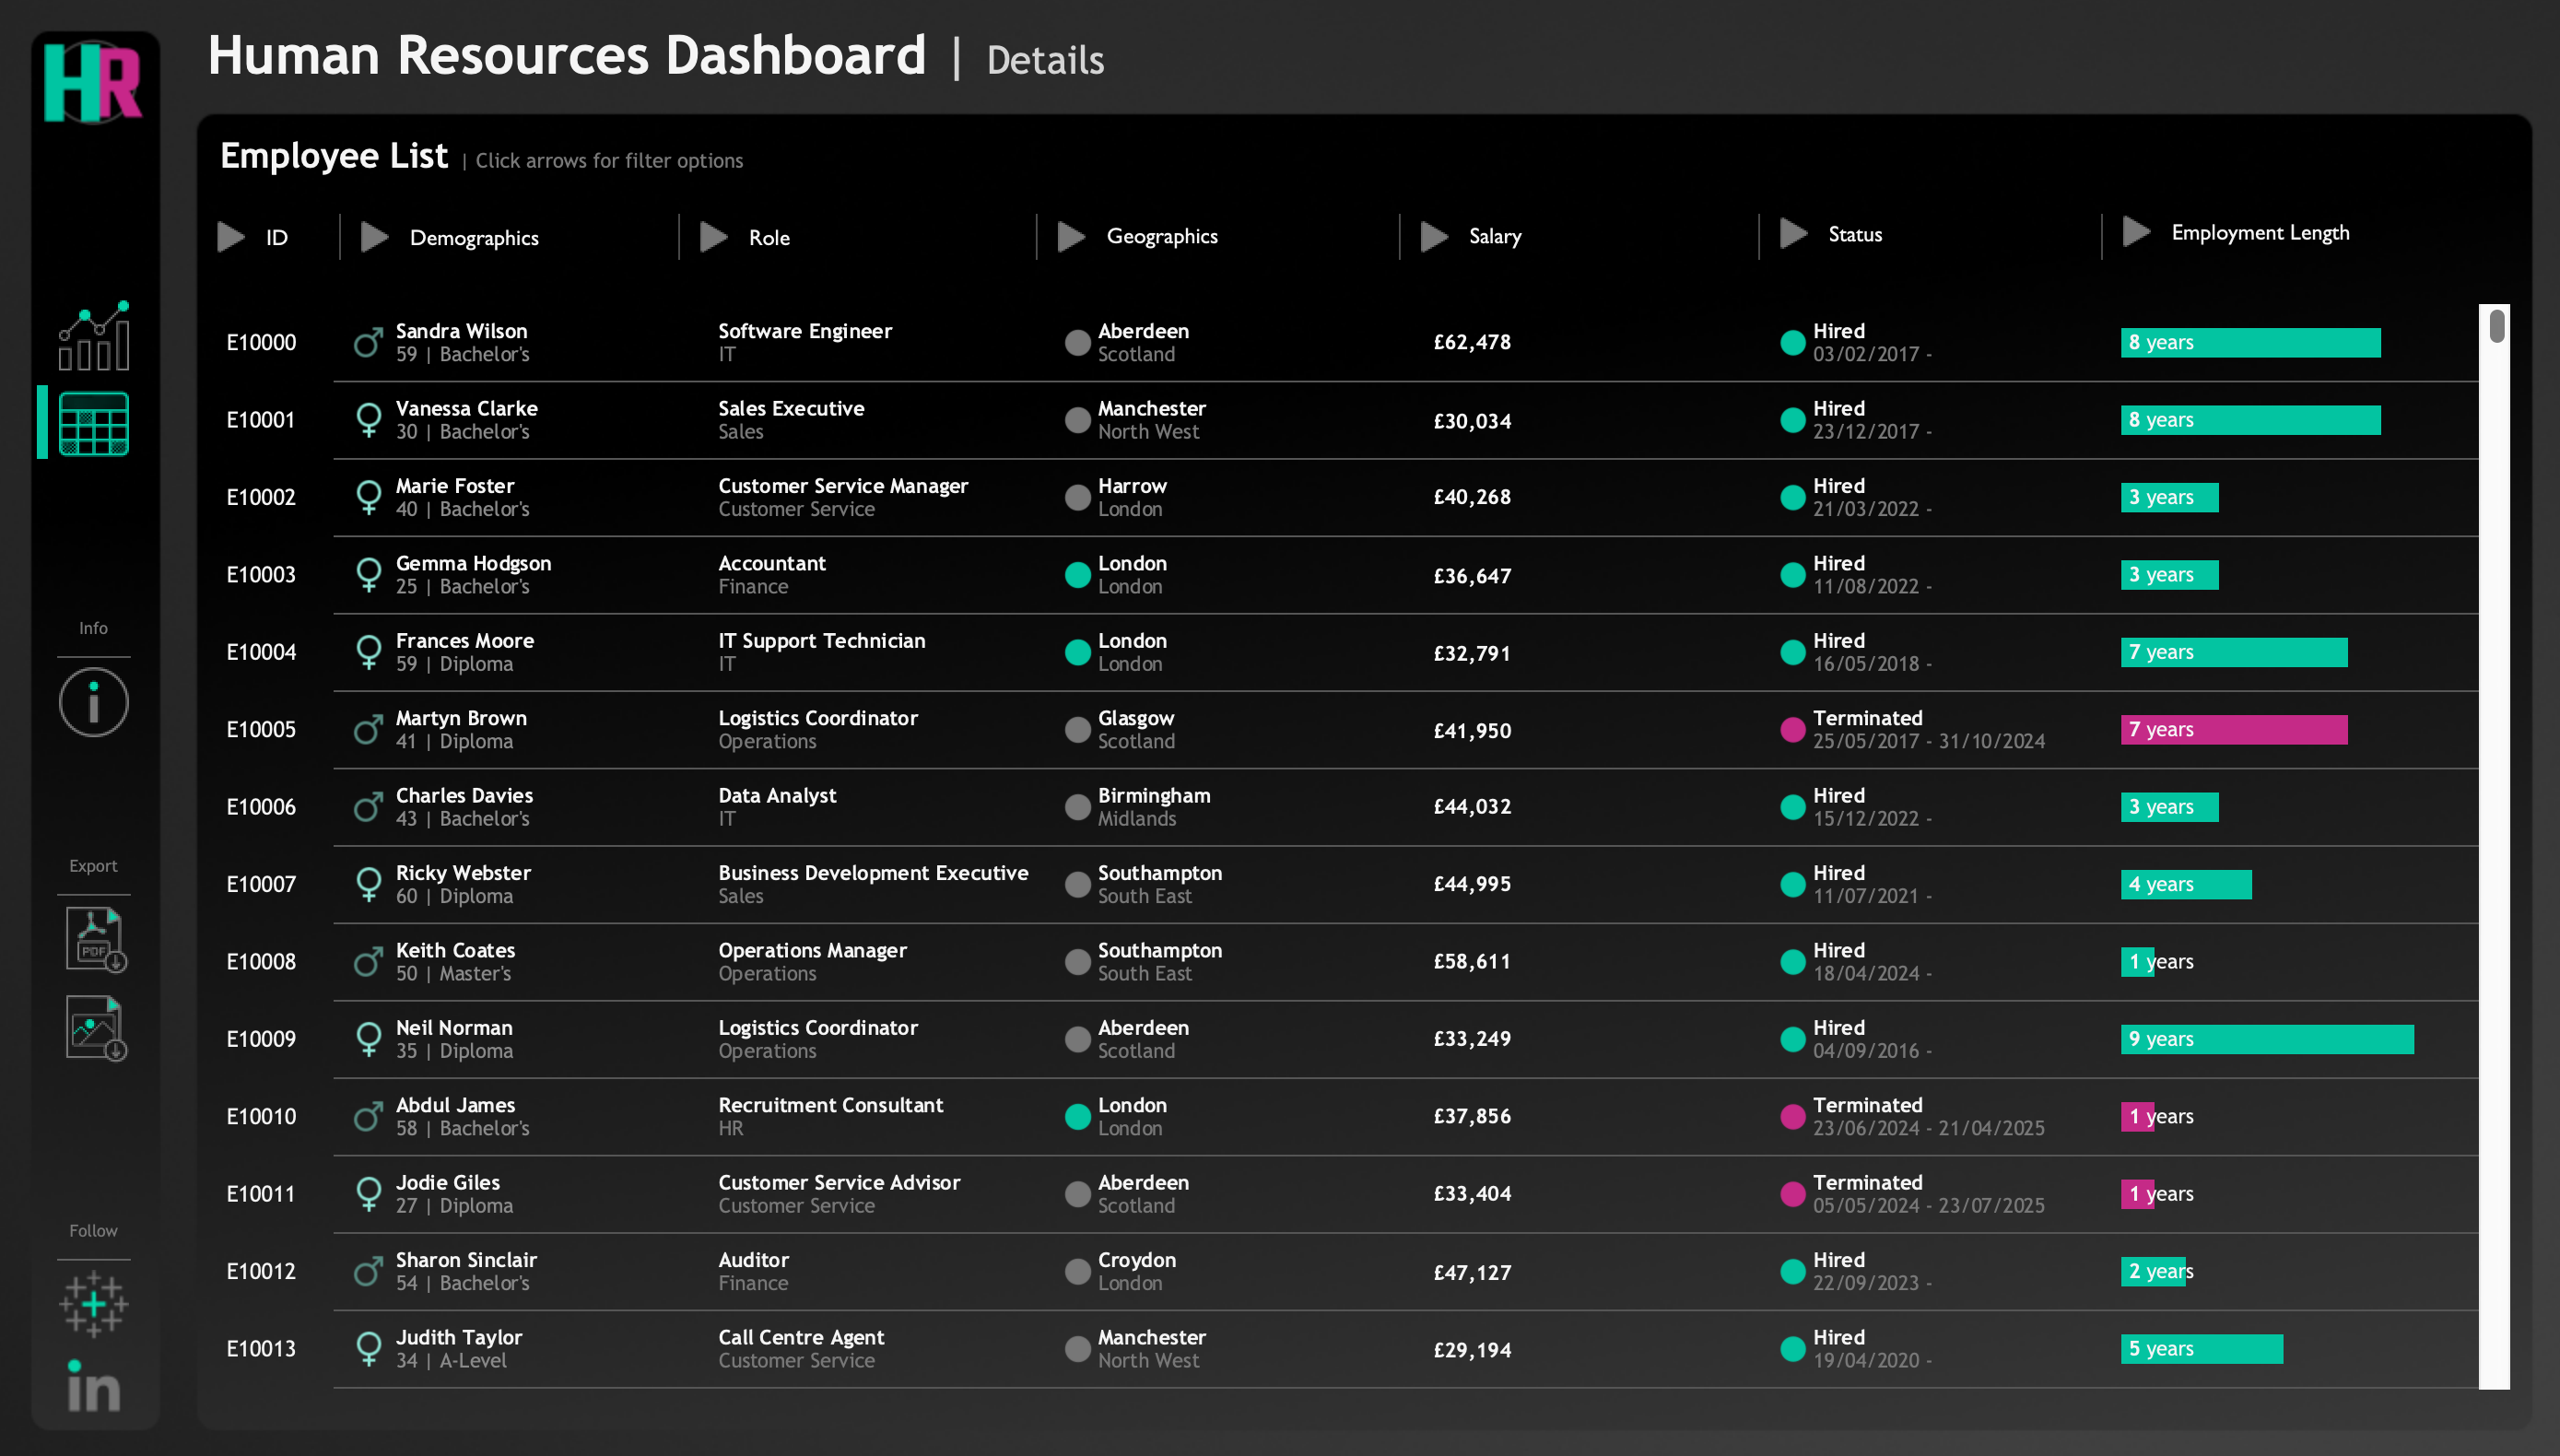 HR
Human Resources Dashboard | Details
Employee List | Click arrows for filter options
ID
Demographics
Role
Geographics
Salary
Status
Employment Length
E10000
Sandra Wilson
59 | Bachelor's
Software Engineer
IT
Aberdeen
Scotland
£62,478
Hired
03/02/2017 -
8 years
E10001
Vanessa Clarke
30 | Bachelor's
Sales Executive
Sales
Manchester
North West
£30,034
Hired
23/12/2017 -
8 years
E10002
Marie Foster
40 | Bachelor's
Customer Service Manager
Customer Service
Harrow
London
£40,268
Hired
21/03/2022 -
3 years
E10003
Gemma Hodgson
25 | Bachelor's
Accountant
Finance
London
London
£36,647
Hired
11/08/2022 -
3 years
E10004
Frances Moore
59 | Diploma
IT Support Technician
IT
London
London
£32,791
Hired
16/05/2018 -
7 years
E10005
Martyn Brown
41 | Diploma
Logistics Coordinator
Operations
Glasgow
Scotland
£41,950
Terminated
25/05/2017 - 31/10/2024
7 years
E10006
Charles Davies
43 | Bachelor's
Data Analyst
IT
Birmingham
Midlands
£44,032
Hired
15/12/2022 -
3 years
E10007
Ricky Webster
60 | Diploma
Business Development Executive
Sales
Southampton
South East
£44,995
Hired
11/07/2021 -
4 years
E10008
Keith Coates
50 | Master's
Operations Manager
Operations
Southampton
South East
£58,611
Hired
18/04/2024 -
1 years
E10009
Neil Norman
35 | Diploma
Logistics Coordinator
Operations
Aberdeen
Scotland
£33,249
Hired
04/09/2016 -
9 years
E10010
Abdul James
58 | Bachelor's
Recruitment Consultant
HR
London
London
£37,856
Terminated
23/06/2024 - 21/04/2025
1 years
E10011
Jodie Giles
27 | Diploma
Customer Service Advisor
Customer Service
Aberdeen
Scotland
£33,404
Terminated
05/05/2024 - 23/07/2025
1 years
E10012
Sharon Sinclair
54 | Bachelor's
Auditor
Finance
Croydon
London
£47,127
Hired
22/09/2023 -
2 years
E10013
Judith Taylor
34 | A-Level
Call Centre Agent
Customer Service
Manchester
North West
£29,194
Hired
19/04/2020 -
5 years
Info
i
Export
PDF
Follow
in